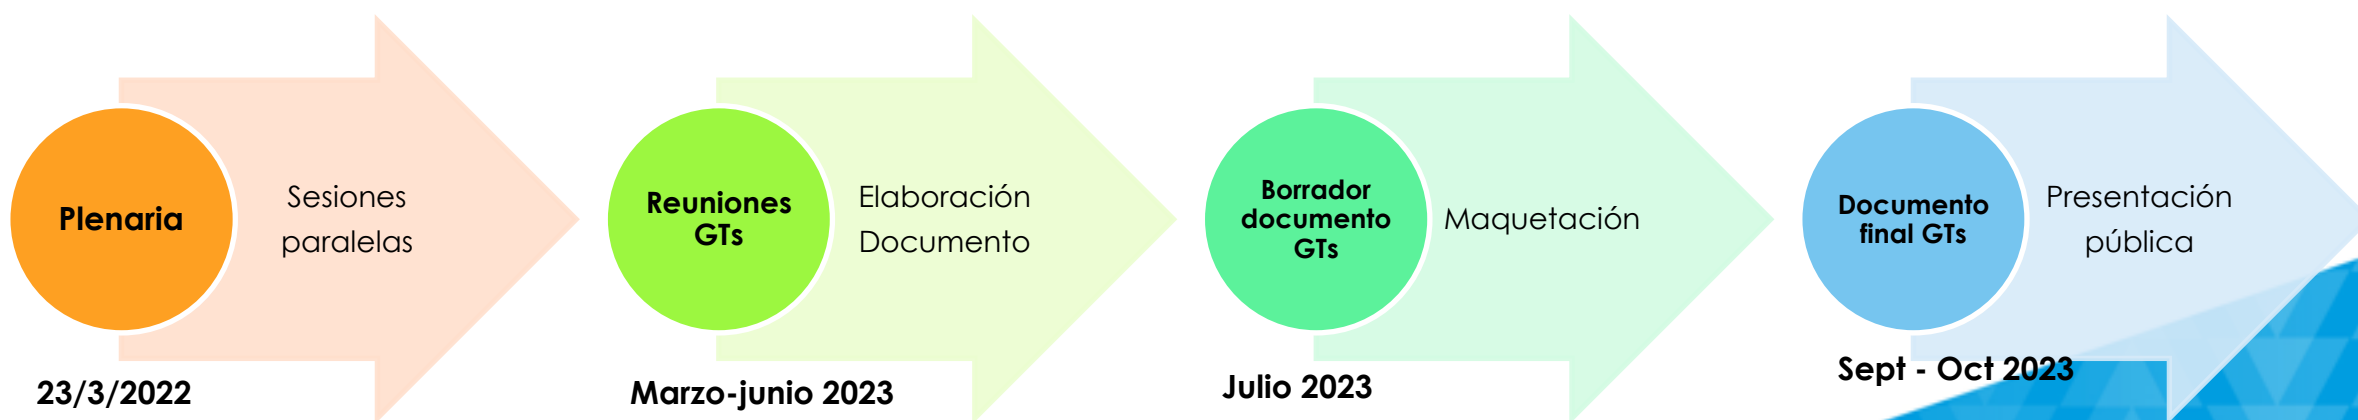 Plenaria
Sesiones
paralelas
23/3/2022
Reuniones
GTs
Elaboración
Documento
Marzo-junio 2023
Borrador
documento
GTs
Maquetación
Julio 2023
Documento
final GTs
Presentación
pública
Sept - Oct 2023